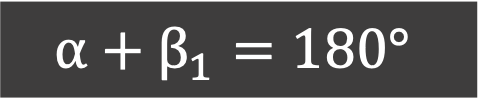 α + β₁ = 180°